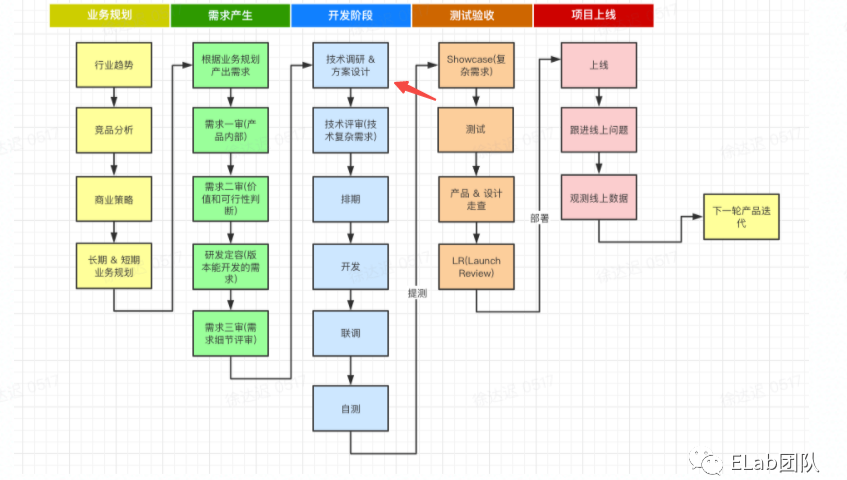 业务规划
需求产生
开发阶段
测试验收
项目上线
行业趋势
竞品分析
商业策略
长期 & 短期
业务规划
根据业务规划
产出需求
需求一审(产
品内部)
需求二审(价
值和可行性判
断)
研发定容(版
本能开发的需
求)
需求三审(需
求细节评审)
技术调研 &
方案设计
技术评审(技
术复杂需求)
排期
开发
联调
自测
提测
Showcase(复
杂需求)
测试
产品 & 设计
走查
LR(Launch
Review)
部署
上线
跟进线上问题
观测线上数据
下一轮产品迭
代
ELab团队